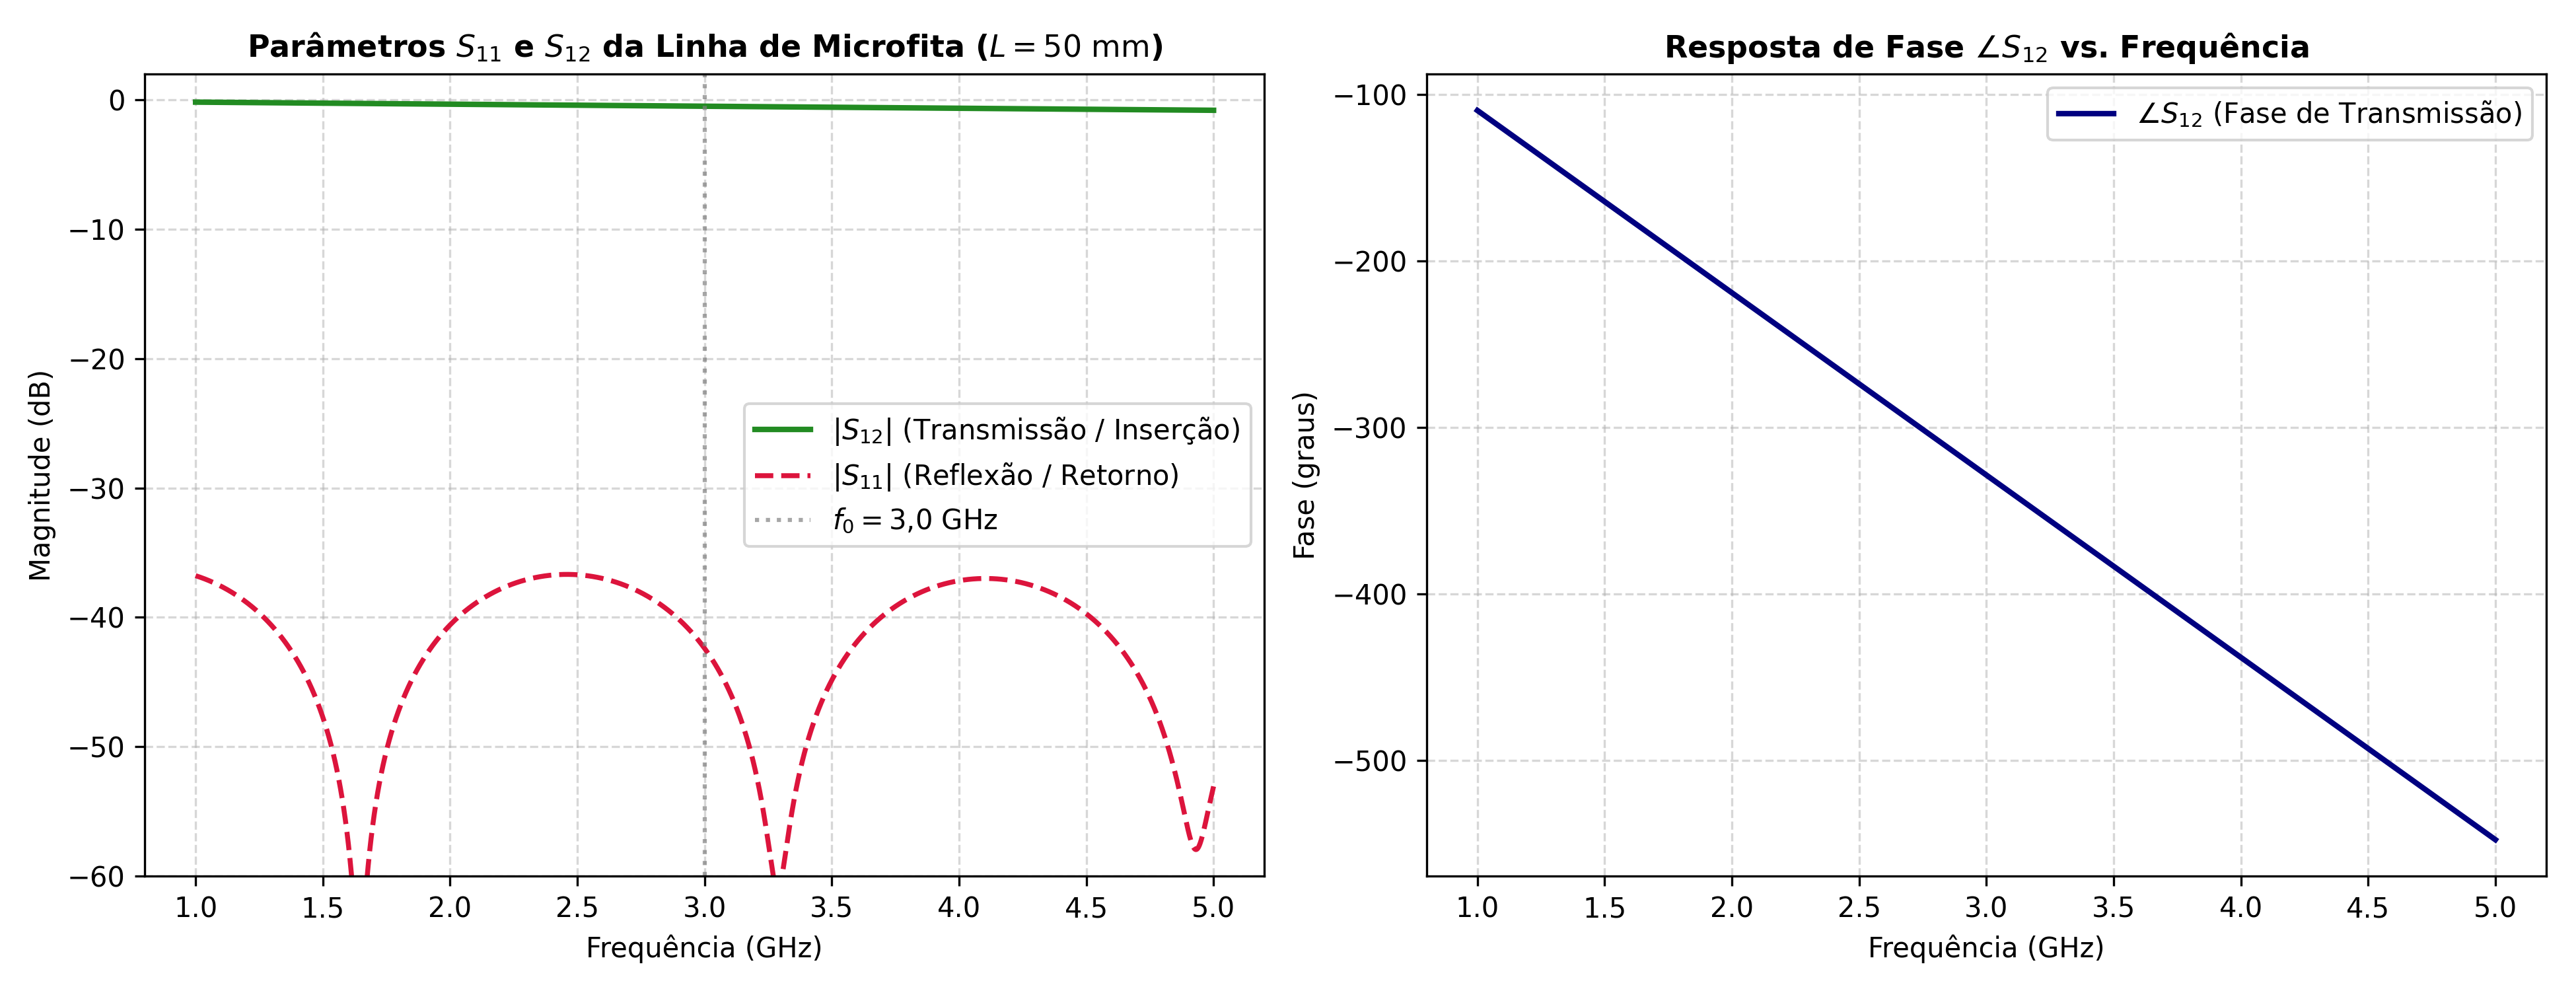 Parâmetros S₁₁ e S₁₂ da Linha de Microfita (L = 50 mm)
Magnitude (dB)
0
−10
−20
−30
−40
−50
−60
|S₁₂| (Transmissão / Inserção)
|S₁₁| (Reflexão / Retorno)
f₀ = 3,0 GHz
1.0 1.5 2.0 2.5 3.0 3.5 4.0 4.5 5.0
Frequência (GHz)
Resposta de Fase ∠S₁₂ vs. Frequência
Fase (graus)
−100
−200
−300
−400
−500
∠S₁₂ (Fase de Transmissão)
1.0 1.5 2.0 2.5 3.0 3.5 4.0 4.5 5.0
Frequência (GHz)